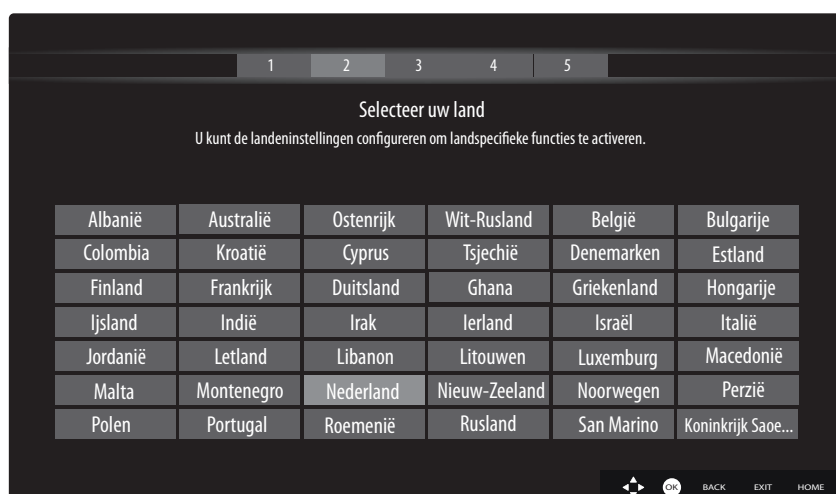 1 2 3 4 5
Selecteer uw land
U kunt de landeninstellingen configureren om landspecifieke functies te activeren.
Albanië Australië Ostenrijk Wit-Rusland België Bulgarije
Colombia Kroatië Cyprus Tsjechië Denemarken Estland
Finland Frankrijk Duitsland Ghana Griekenland Hongarije
Ijsland Indië Irak Ierland Israël Italië
Jordanië Letland Libanon Litouwen Luxemburg Macedonië
Malta Montenegro Nederland Nieuw-Zeeland Noorwegen Perzië
Polen Portugal Roemenië Rusland San Marino Koninkrijk Saoe...
OK BACK EXIT HOME